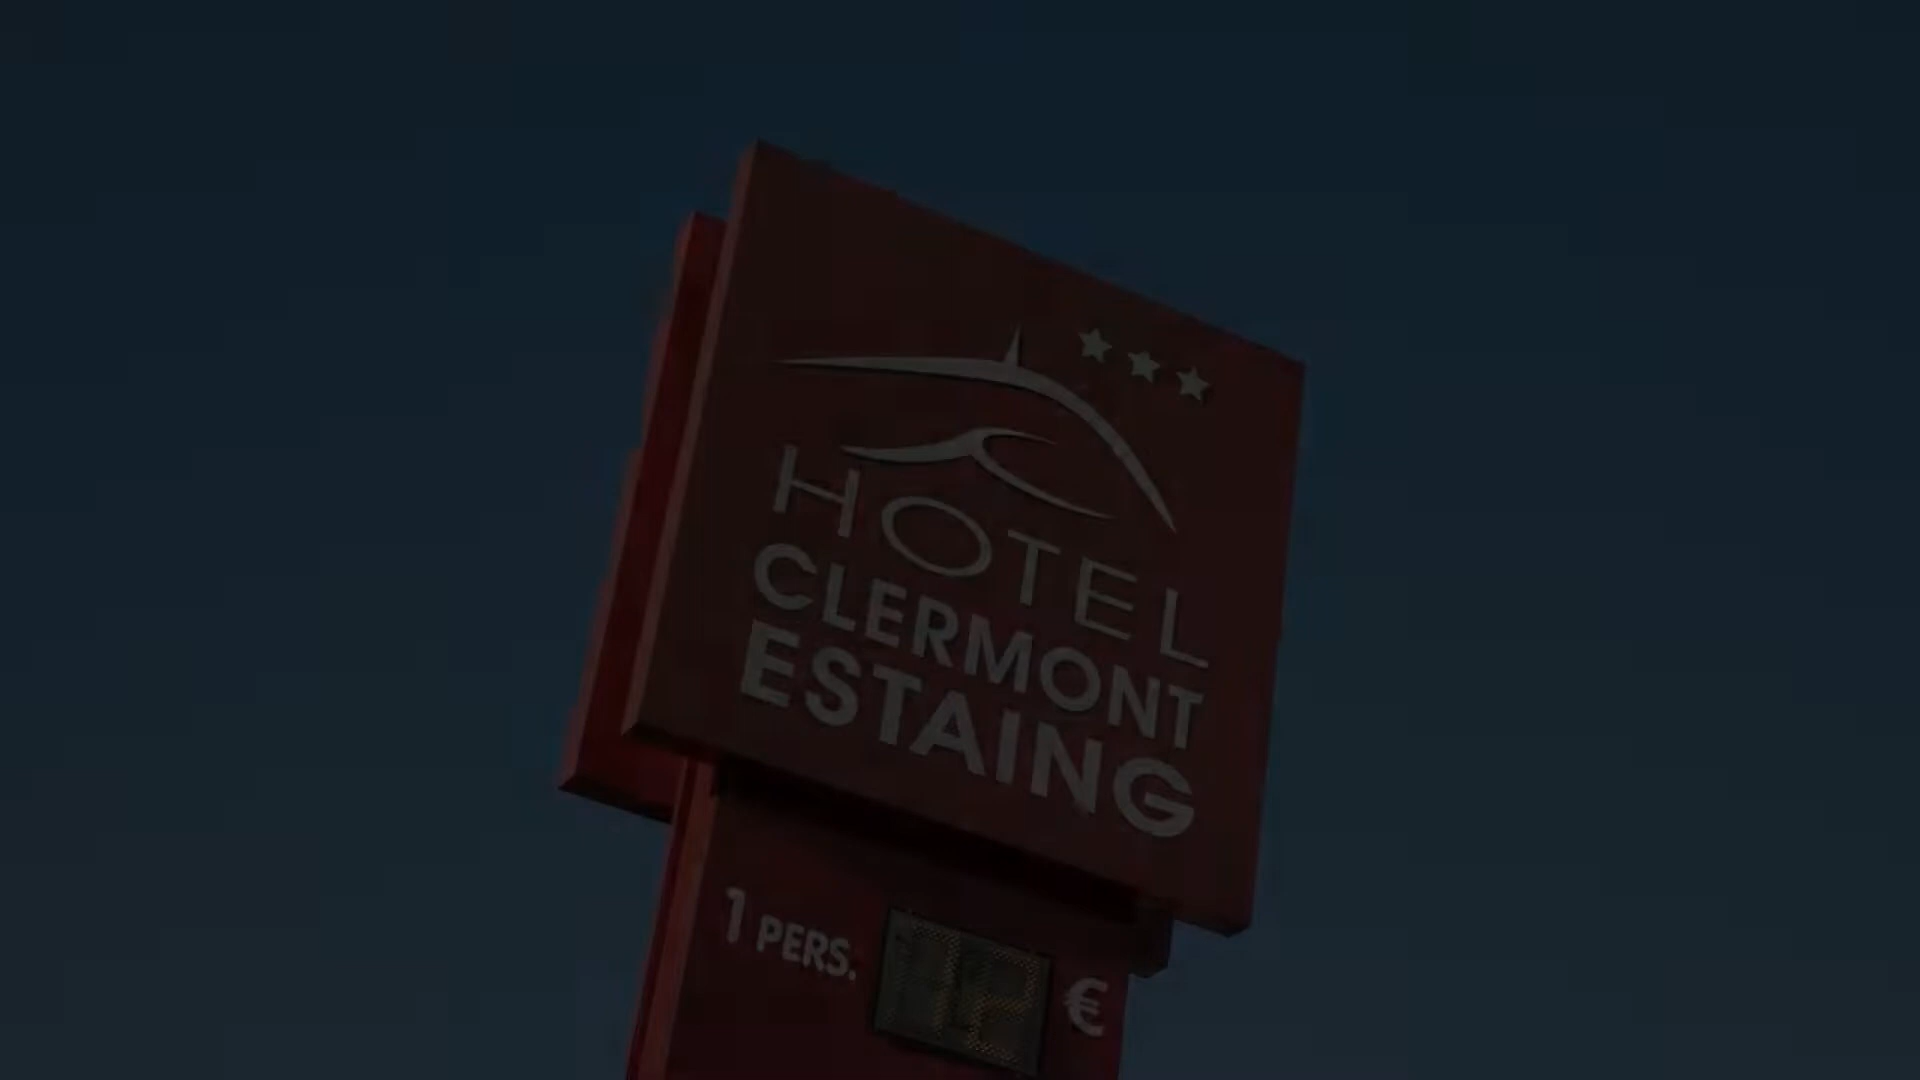 HOTEL
CLERMONT
ESTAING
1 PERS. €